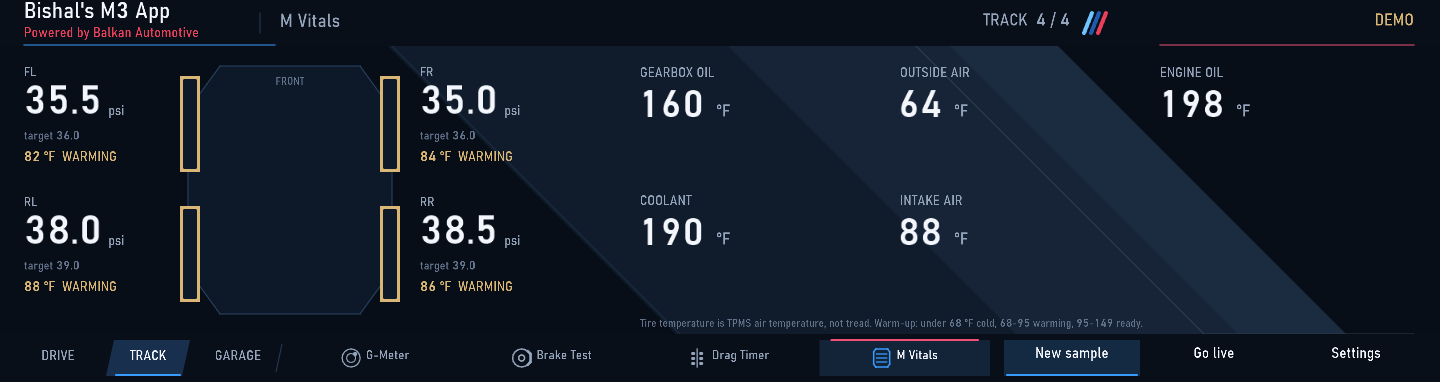 Bishal's M3 App
Powered by Balkan Automotive
M Vitals
TRACK 4 / 4
DEMO
FL
35.5 psi
target 36.0
82 °F WARMING
FRONT
FR
35.0 psi
target 36.0
84 °F WARMING
GEARBOX OIL
160 °F
OUTSIDE AIR
64 °F
ENGINE OIL
198 °F
RL
38.0 psi
target 39.0
88 °F WARMING
RR
38.5 psi
target 39.0
86 °F WARMING
COOLANT
190 °F
INTAKE AIR
88 °F
Tire temperature is TPMS air temperature, not tread. Warm-up: under 68 °F cold, 68-95 warming, 95-149 ready.
DRIVE TRACK GARAGE G-Meter Brake Test Drag Timer M Vitals New sample Go live Settings